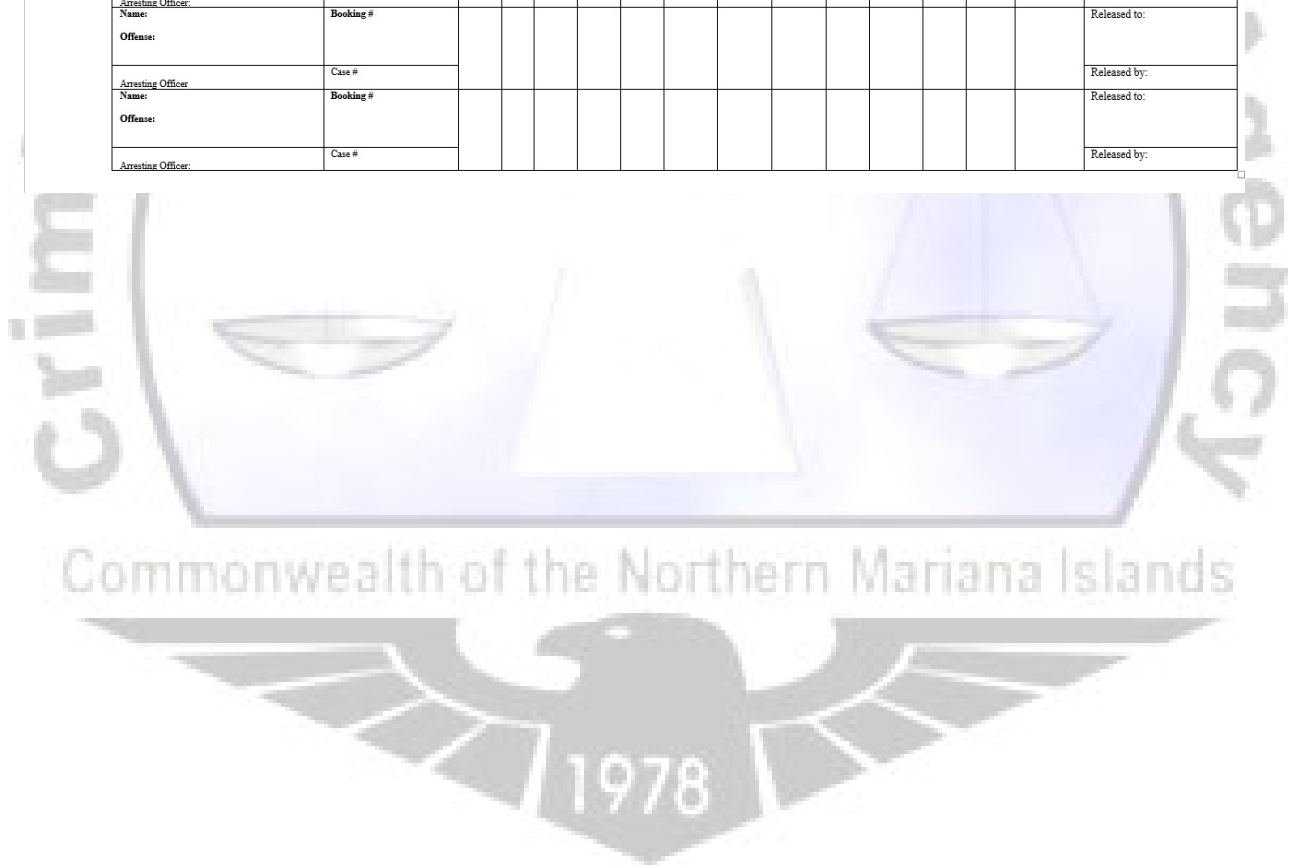 Arresting Officer:
Name: Booking # Released to:
Offense:
Case # Released by:
Arresting Officer
Name: Booking # Released to:
Offense:
Case # Released by:
Arresting Officer:
Crim
ency
Commonwealth of the Northern Mariana Islands
1978